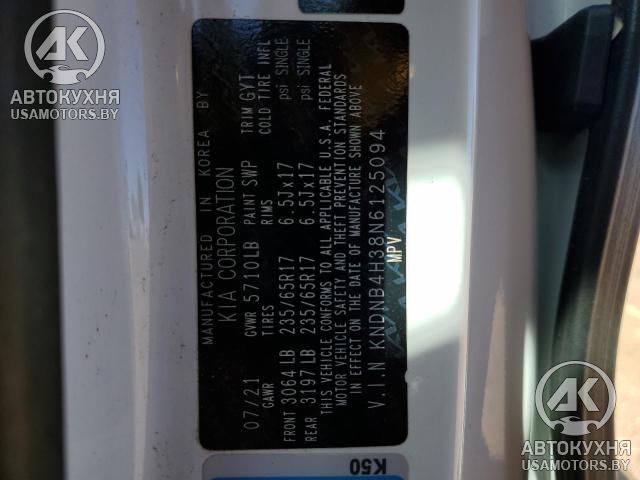 MANUFACTURED IN KOREA BY
KIA CORPORATION
07/21 GVWR 5710LB PAINT SWP TRIM GYT
GAWR TIRES RIMS COLD TIRE INFL
FRONT 3064 LB 235/65R17 6.5Jx17 psi SINGLE
REAR 3197 LB 235/65R17 6.5Jx17 psi SINGLE
THIS VEHICLE CONFORMS TO ALL APPLICABLE U.S.A. FEDERAL
MOTOR VEHICLE SAFETY AND THEFT PREVENTION STANDARDS
IN EFFECT ON THE DATE OF MANUFACTURE SHOWN ABOVE
V.I.N. KNDNB4H38N6125094
MPV
K50
АВТОКУХНЯ
USAMOTORS.BY
АВТОКУХНЯ
USAMOTORS.BY